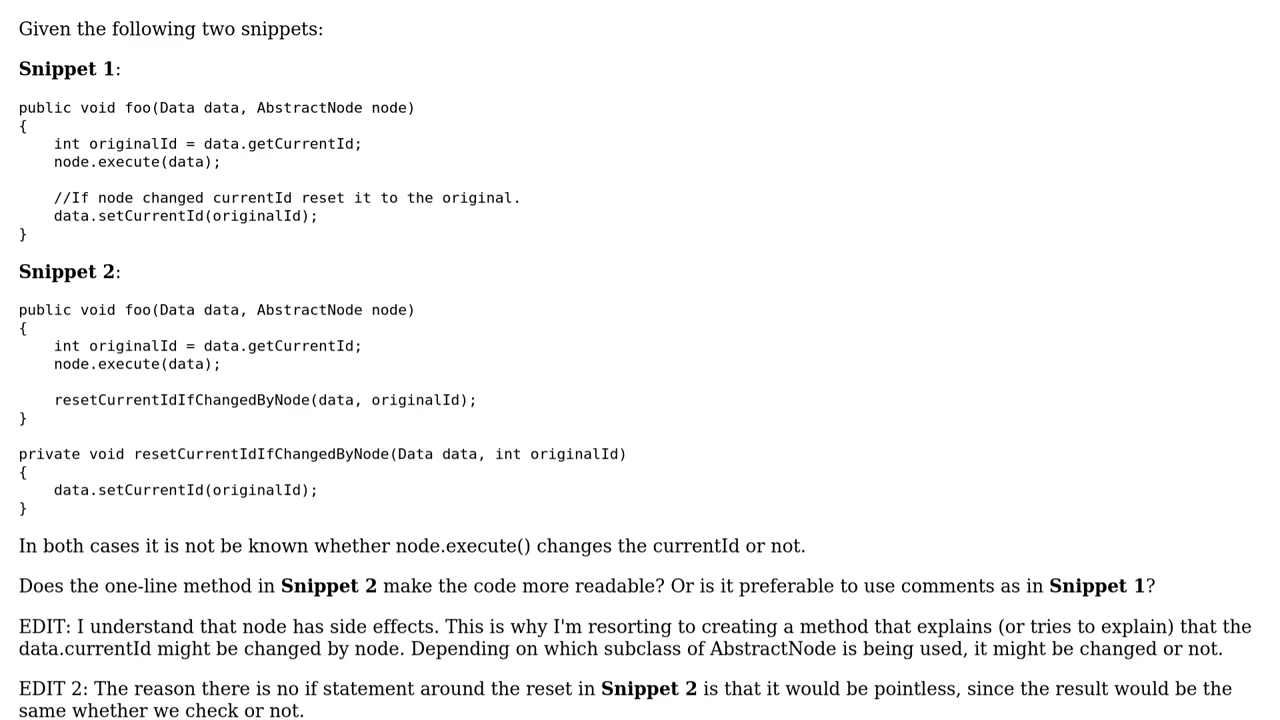 Given the following two snippets:
Snippet 1:
public void foo(Data data, AbstractNode node)
{
    int originalId = data.getCurrentId;
    node.execute(data);
    //If node changed currentId reset it to the original.
    data.setCurrentId(originalId);
}
Snippet 2:
public void foo(Data data, AbstractNode node)
{
    int originalId = data.getCurrentId;
    node.execute(data);
    resetCurrentIdIfChangedByNode(data, originalId);
}
private void resetCurrentIdIfChangedByNode(Data data, int originalId)
{
    data.setCurrentId(originalId);
}
In both cases it is not be known whether node.execute() changes the currentId or not.
Does the one-line method in Snippet 2 make the code more readable? Or is it preferable to use comments as in Snippet 1?
EDIT: I understand that node has side effects. This is why I'm resorting to creating a method that explains (or tries to explain) that the
data.currentId might be changed by node. Depending on which subclass of AbstractNode is being used, it might be changed or not.
EDIT 2: The reason there is no if statement around the reset in Snippet 2 is that it would be pointless, since the result would be the
same whether we check or not.